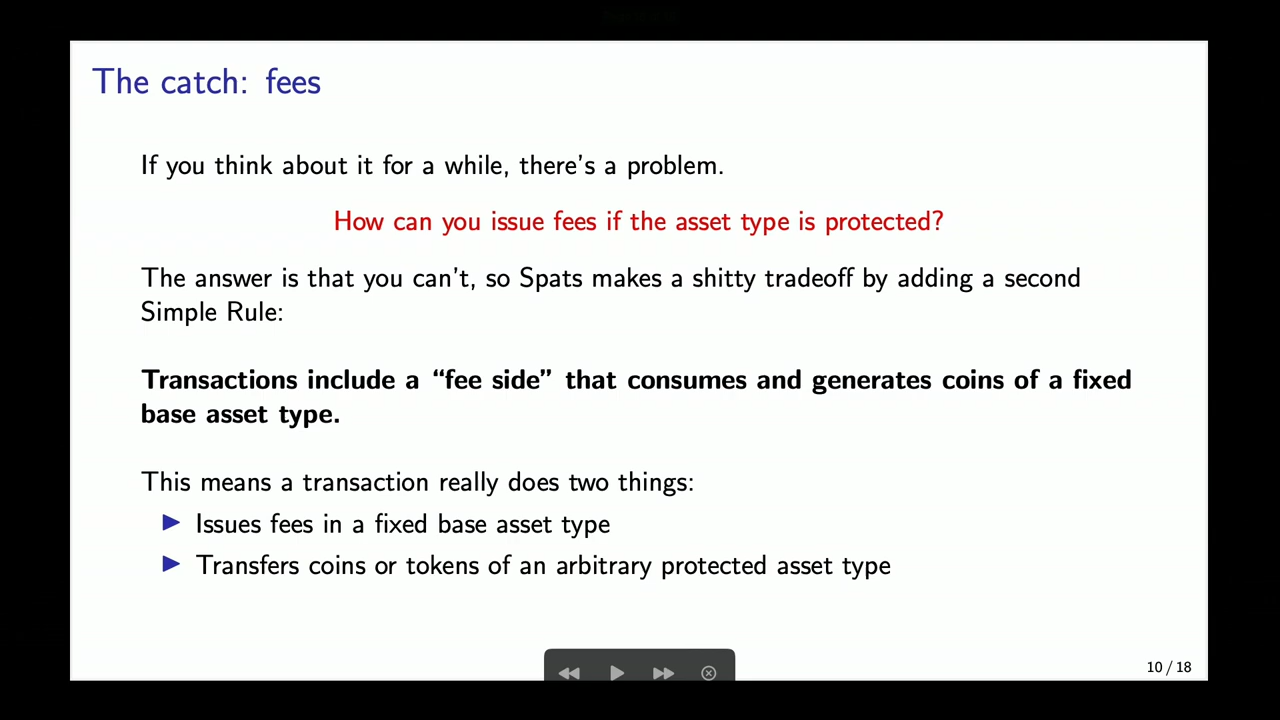 The catch: fees
If you think about it for a while, there's a problem.
How can you issue fees if the asset type is protected?
The answer is that you can't, so Spats makes a shitty tradeoff by adding a second
Simple Rule:
Transactions include a “fee side” that consumes and generates coins of a fixed
base asset type.
This means a transaction really does two things:
Issues fees in a fixed base asset type
Transfers coins or tokens of an arbitrary protected asset type
10 / 18